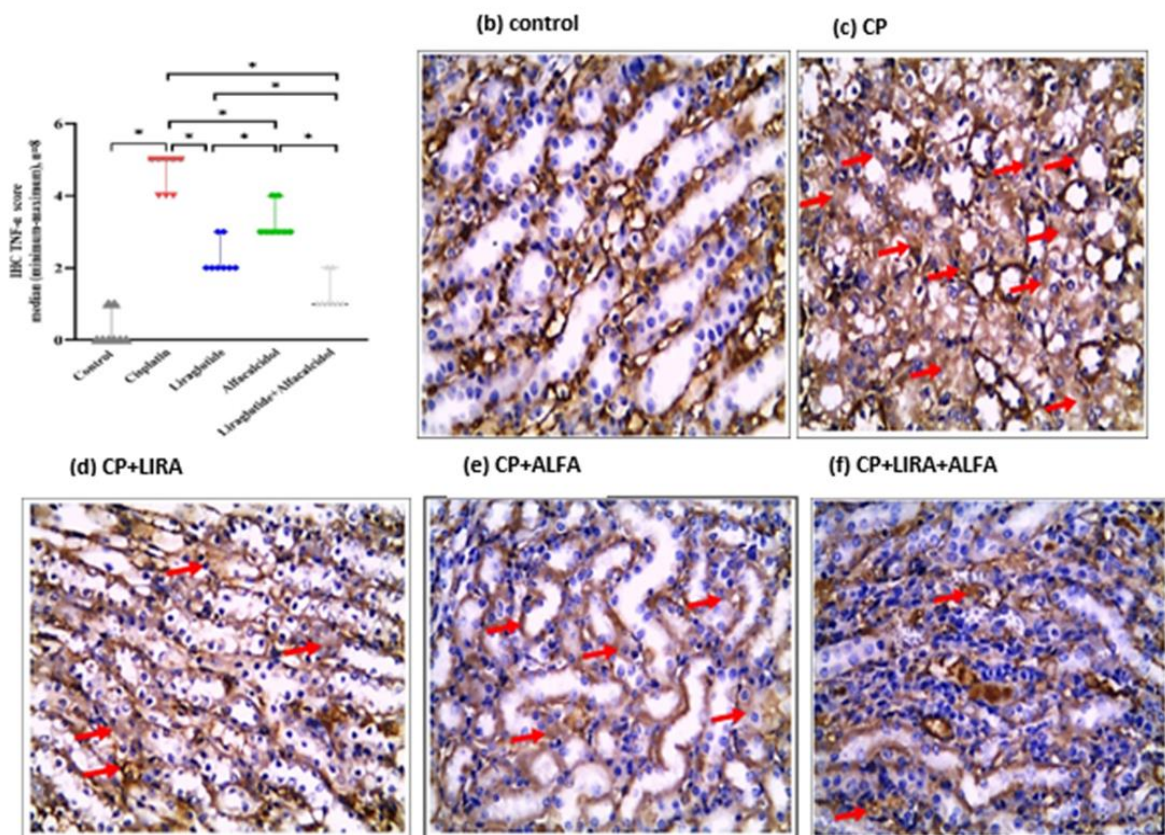 (b) control
(c) CP
*
*
*
*
*
*
*
6
4
2
0
IHC TNF-α score
median (minimum-maximum), n=8
Control
Cisplatin
Liraglutide
Alfacalcidol
Liraglutide+Alfacalcidol
(d) CP+LIRA
(e) CP+ALFA
(f) CP+LIRA+ALFA